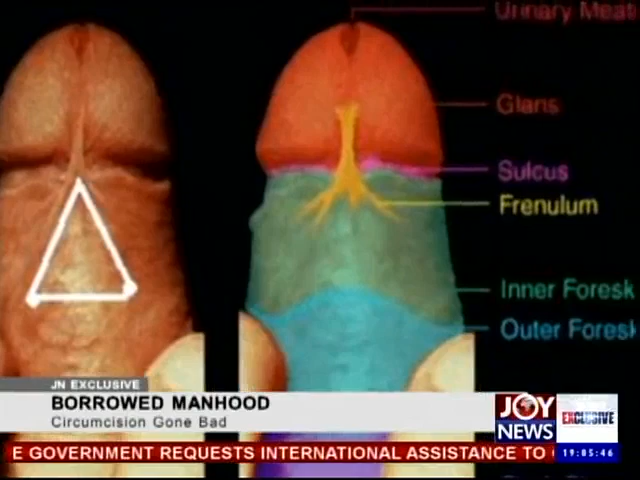 Urinary
Glans
Sulcus
Frenulum
Inner Foresk
Outer Foresk
JN EXCLUSIVE
BORROWED MANHOOD
Circumcision Gone Bad
JOY
NEWS
EXCLUSIVE
19:05:46
E GOVERNMENT REQUESTS INTERNATIONAL ASSISTANCE TO